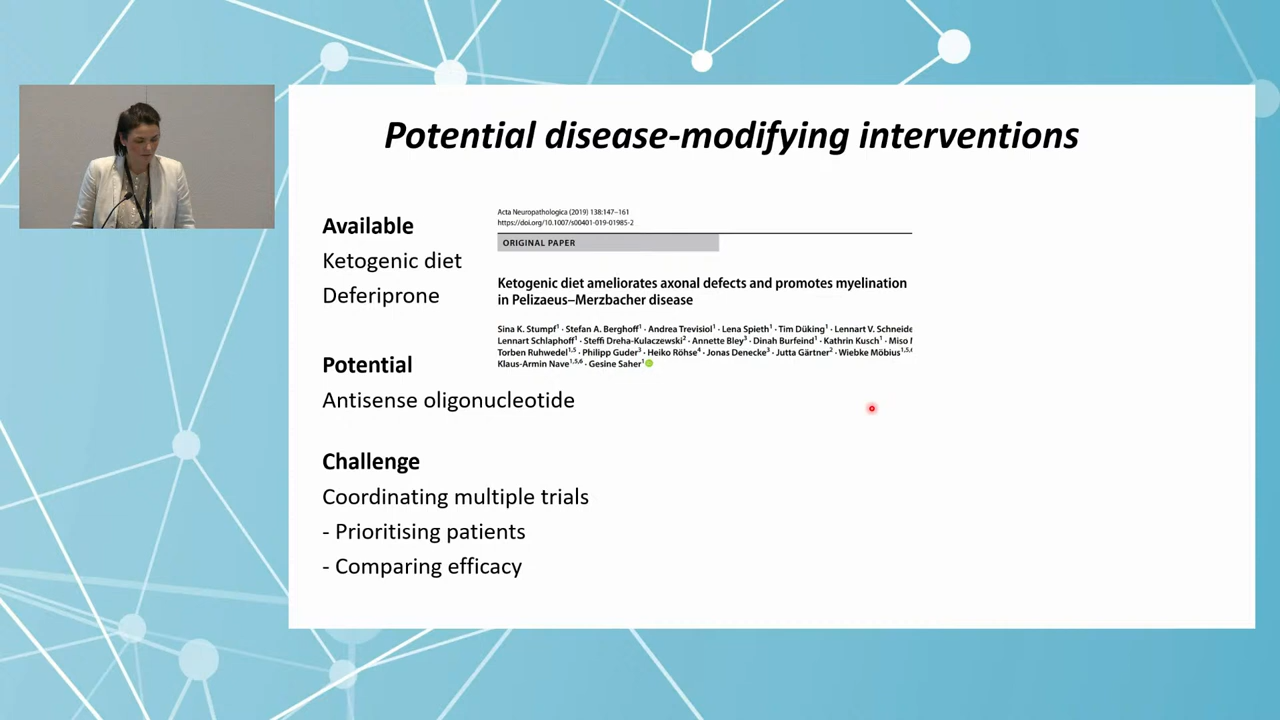 Potential disease-modifying interventions
Available
Ketogenic diet
Deferiprone
Potential
Antisense oligonucleotide
Challenge
Coordinating multiple trials
- Prioritising patients
- Comparing efficacy
Acta Neuropathologica (2019) 138:147–161
https://doi.org/10.1007/s00401-019-01985-2
ORIGINAL PAPER
Ketogenic diet ameliorates axonal defects and promotes myelination
in Pelizaeus–Merzbacher disease
Sina K. Stumpf1 · Stefan A. Berghoff1 · Andrea Trevisiol1 · Lena Spieth1 · Tim Düking1 · Lennart V. Schneide
Lennart Schlaphoff1 · Steffi Dreha-Kulaczewski2 · Annette Bley3 · Dinah Burfeind1 · Kathrin Kusch1 · Miso
Torben Ruhwedel1,5 · Philipp Guder3 · Heiko Röhse4 · Jonas Denecke3 · Jutta Gärtner2 · Wiebke Möbius1,5,
Klaus-Armin Nave1,5,6 · Gesine Saher1